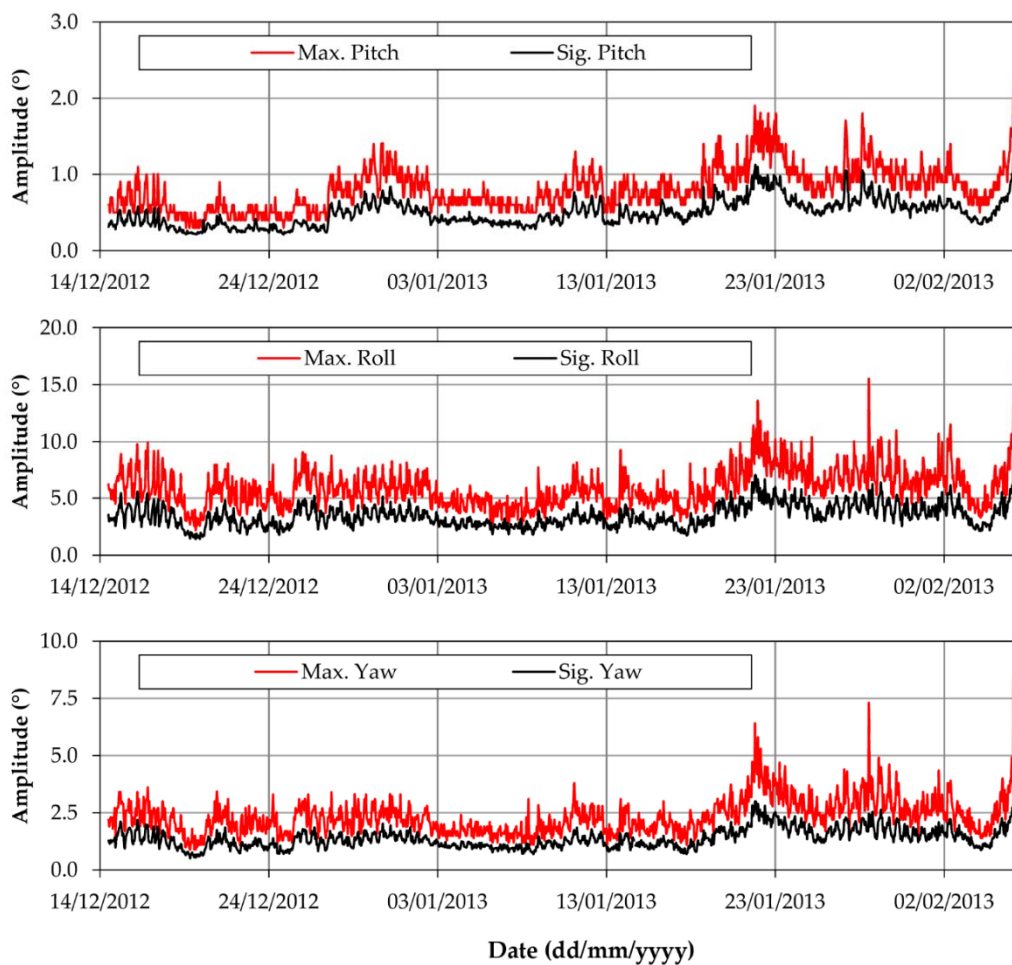 3.0
Max. Pitch Sig. Pitch
2.0
Amplitude (°)
1.0
0.0
14/12/2012 24/12/2012 03/01/2013 13/01/2013 23/01/2013 02/02/2013
20.0
Max. Roll Sig. Roll
15.0
Amplitude (°)
10.0
5.0
0.0
14/12/2012 24/12/2012 03/01/2013 13/01/2013 23/01/2013 02/02/2013
10.0
Max. Yaw Sig. Yaw
7.5
Amplitude (°)
5.0
2.5
0.0
14/12/2012 24/12/2012 03/01/2013 13/01/2013 23/01/2013 02/02/2013
Date (dd/mm/yyyy)